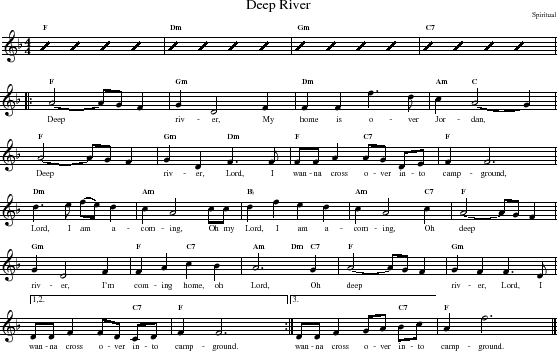 Deep River
Spiritual
F Dm Gm C7
F Gm Dm Am C
Deep riv - er, My home is o - ver Jor - dan,
F Gm Dm F C7 F
Deep riv - er, Lord, I wan - na cross o - ver in - to camp - ground,
Dm Am B♭ Am C7 F
Lord, I am a - com - ing, Oh my Lord, I am a - com - ing, Oh deep
Gm F C7 Am Dm C7 F Gm
riv - er, I'm com - ing home, oh Lord, Oh deep riv - er, Lord, I
1,2. 3.
C7 F C7 F
wan - na cross o - ver in - to camp - ground. wan - na cross o - ver in - to camp - ground.